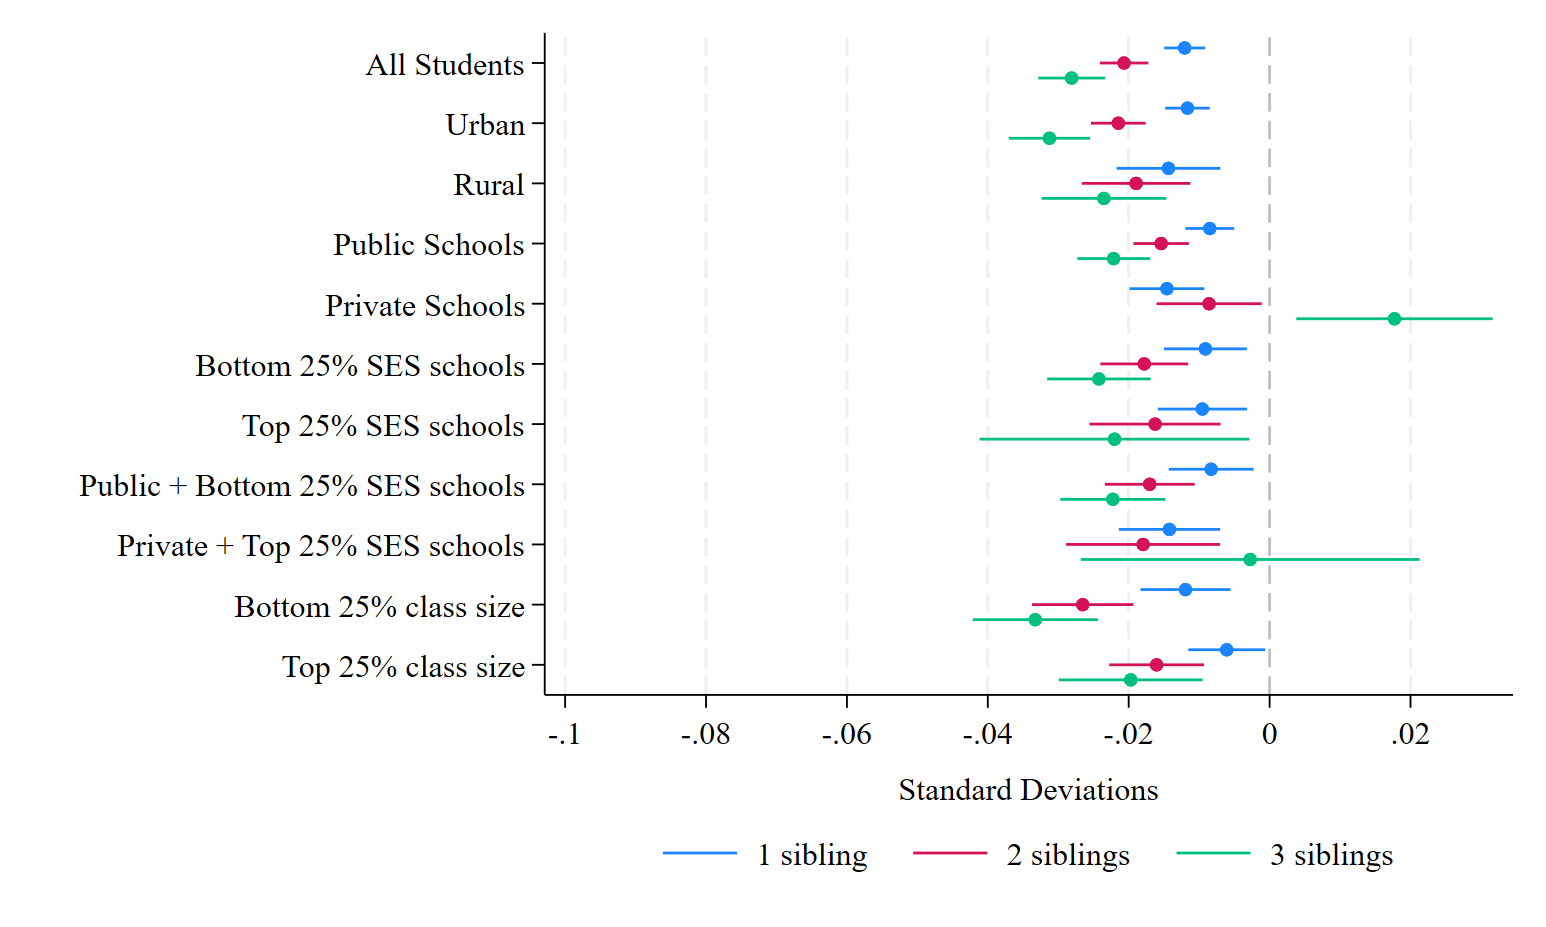 All Students
Urban
Rural
Public Schools
Private Schools
Bottom 25% SES schools
Top 25% SES schools
Public + Bottom 25% SES schools
Private + Top 25% SES schools
Bottom 25% class size
Top 25% class size
-.1 -.08 -.06 -.04 -.02 0 .02
Standard Deviations
1 sibling 2 siblings 3 siblings